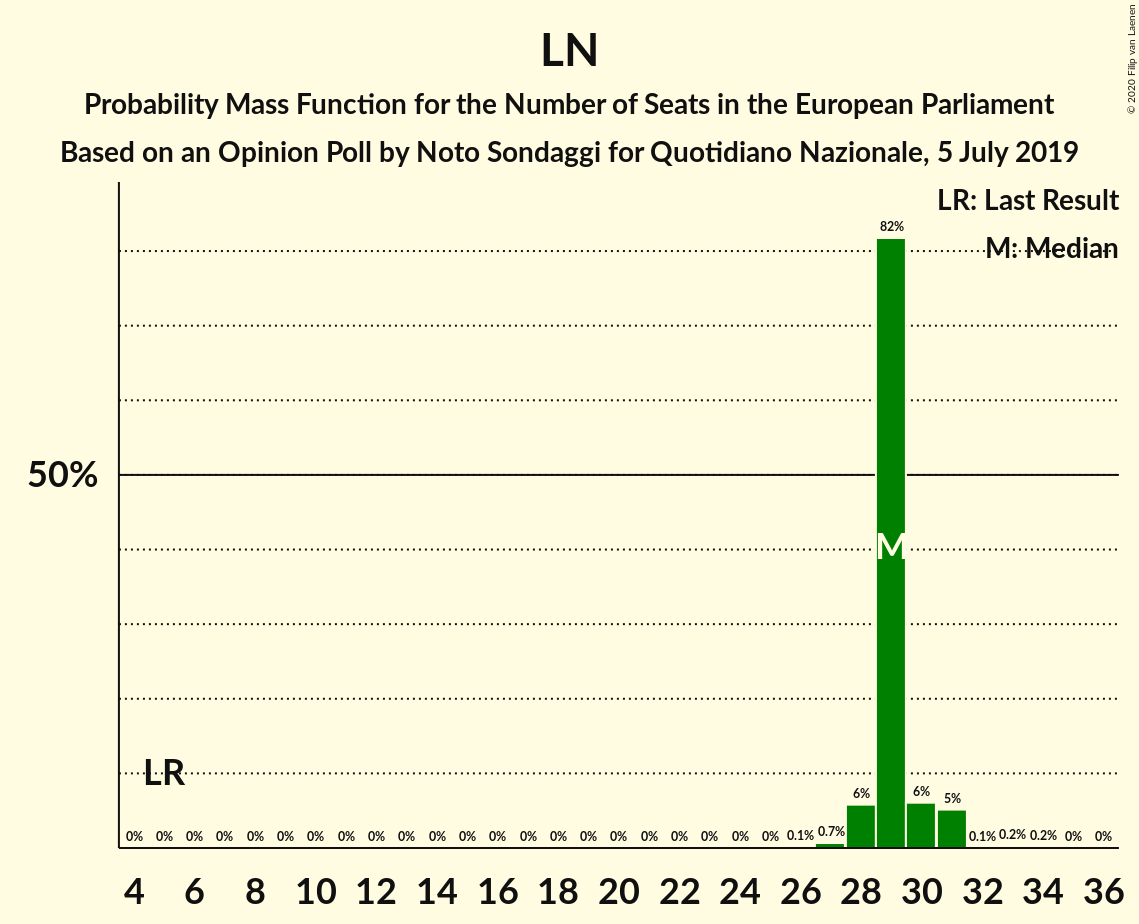 LN
Probability Mass Function for the Number of Seats in the European Parliament
Based on an Opinion Poll by Noto Sondaggi for Quotidiano Nazionale, 5 July 2019
© 2020 Filip van Laenen
LR: Last Result
M: Median
82%
50%
M
LR
6% 6% 5%
0% 0% 0% 0% 0% 0% 0% 0% 0% 0% 0% 0% 0% 0% 0% 0% 0% 0% 0% 0% 0% 0% 0.1% 0.7% 0.1% 0.2% 0.2% 0% 0%
4 6 8 10 12 14 16 18 20 22 24 26 28 30 32 34 36